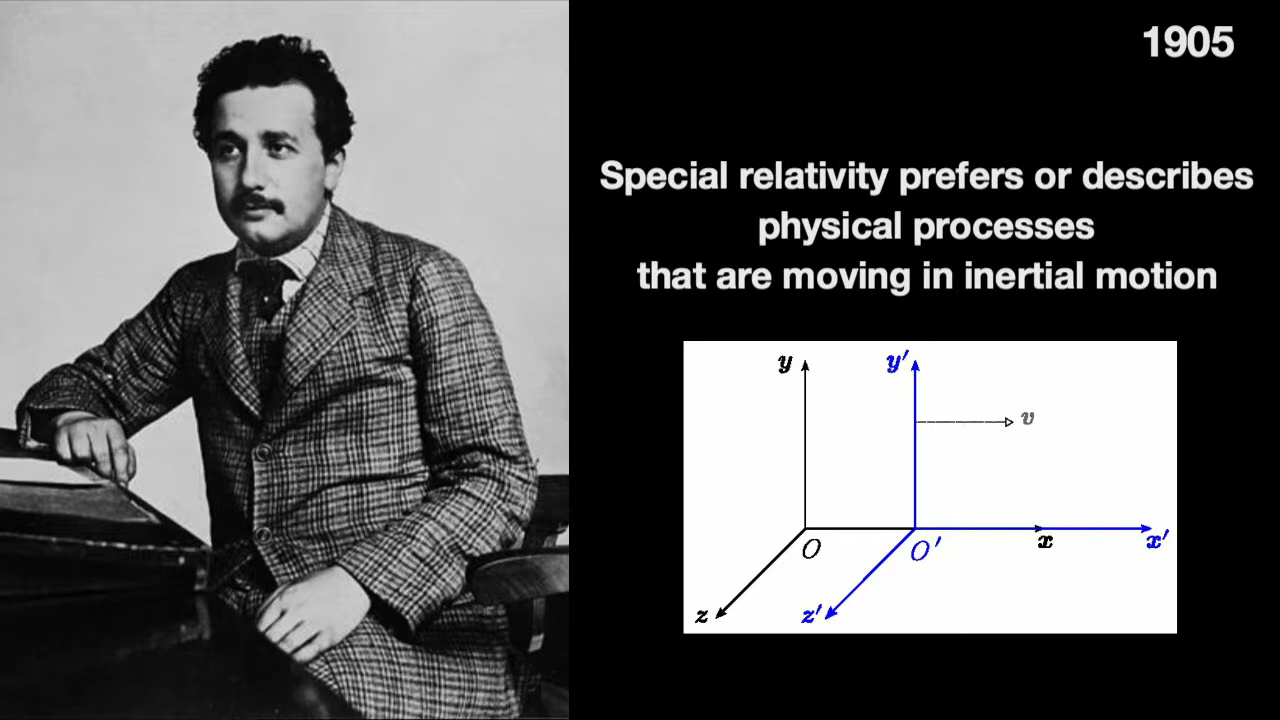 1905
Special relativity prefers or describes
physical processes
that are moving in inertial motion
y y′
v
O O′ x x′
z z′